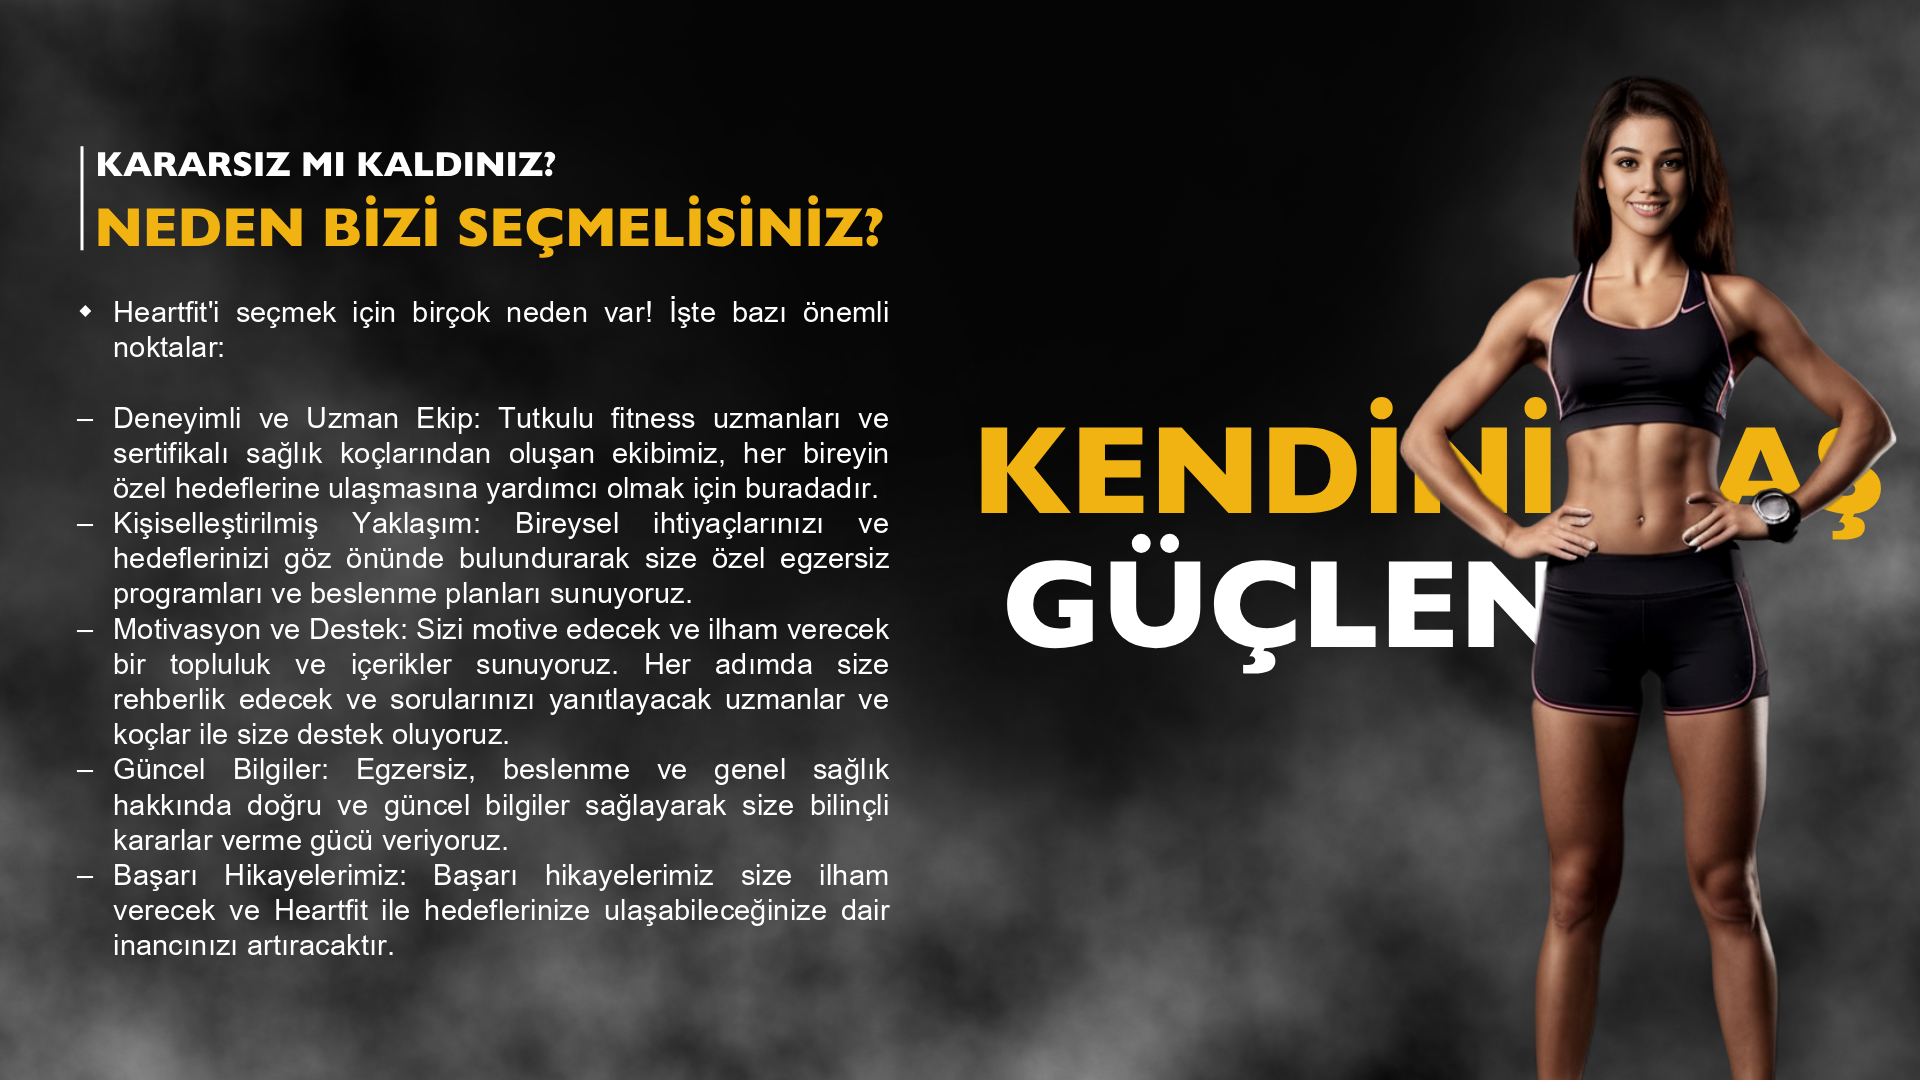 KARARSIZ MI KALDINIZ?
NEDEN BİZİ SEÇMELİSİNİZ?
◆ Heartfit'i seçmek için birçok neden var! İşte bazı önemli
noktalar:
– Deneyimli ve Uzman Ekip: Tutkulu fitness uzmanları ve
sertifikalı sağlık koçlarından oluşan ekibimiz, her bireyin
özel hedeflerine ulaşmasına yardımcı olmak için buradadır.
– Kişiselleştirilmiş Yaklaşım: Bireysel ihtiyaçlarınızı ve
hedeflerinizi göz önünde bulundurarak size özel egzersiz
programları ve beslenme planları sunuyoruz.
– Motivasyon ve Destek: Sizi motive edecek ve ilham verecek
bir topluluk ve içerikler sunuyoruz. Her adımda size
rehberlik edecek ve sorularınızı yanıtlayacak uzmanlar ve
koçlar ile size destek oluyoruz.
– Güncel Bilgiler: Egzersiz, beslenme ve genel sağlık
hakkında doğru ve güncel bilgiler sağlayarak size bilinçli
kararlar verme gücü veriyoruz.
– Başarı Hikayelerimiz: Başarı hikayelerimiz size ilham
verecek ve Heartfit ile hedeflerinize ulaşabileceğinize dair
inancınızı artıracaktır.
KENDİNİ
GÜÇLEN